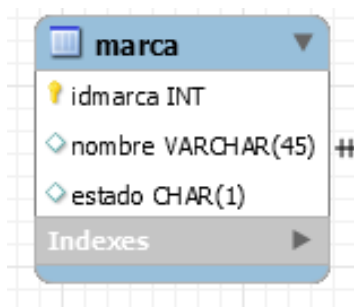 marca
idmarca INT
nombre VARCHAR(45)
estado CHAR(1)
Indexes